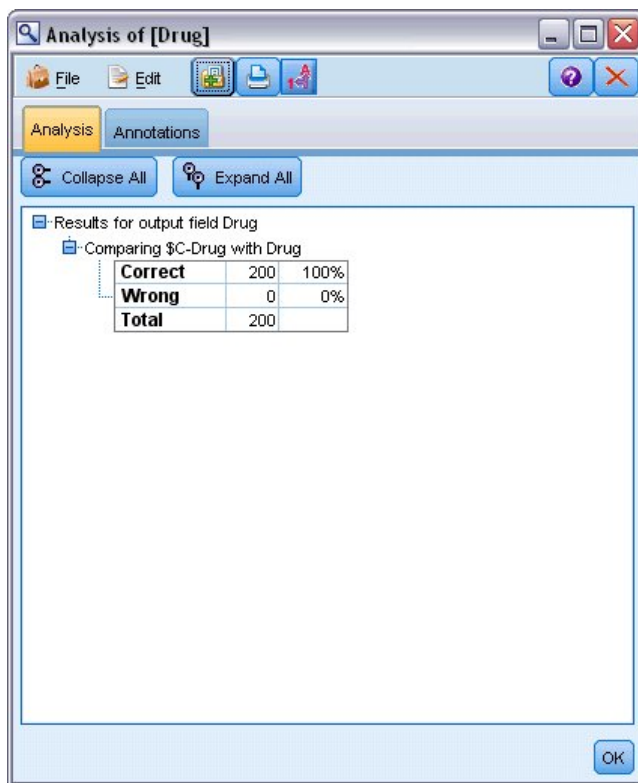 Analysis of [Drug]
File Edit
Analysis Annotations
Collapse All Expand All
Results for output field Drug
Comparing $C-Drug with Drug
Correct 200 100%
Wrong 0 0%
Total 200
OK